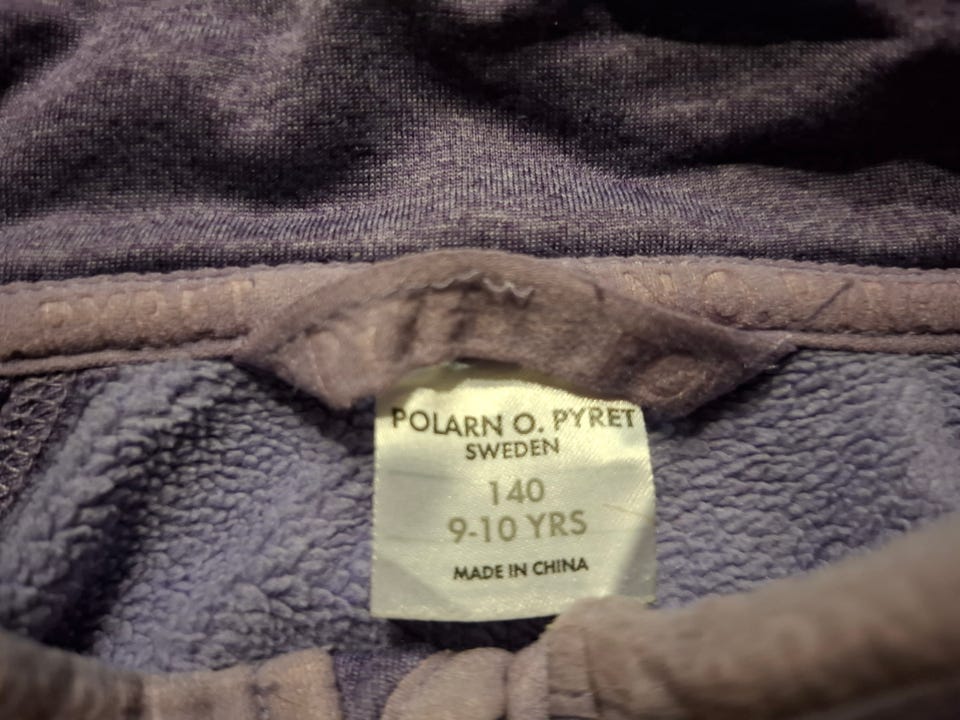 POLARN O. PYRET
SWEDEN
140
9-10 YRS
MADE IN CHINA